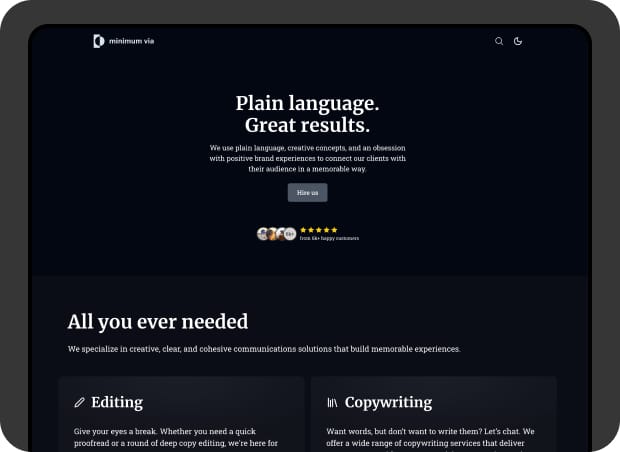 minimum via
Plain language.
Great results.
We use plain language, creative concepts, and an obsession
with positive brand experiences to connect our clients with
their audience in a memorable way.
Hire us
6k+
from 6k+ happy customers
All you ever needed
We specialize in creative, clear, and cohesive communications solutions that build memorable experiences.
Editing
Give your eyes a break. Whether you need a quick
proofread or a round of deep copy editing, we're here for
Copywriting
Want words, but don't want to write them? Let's chat. We
offer a wide range of copywriting services that deliver